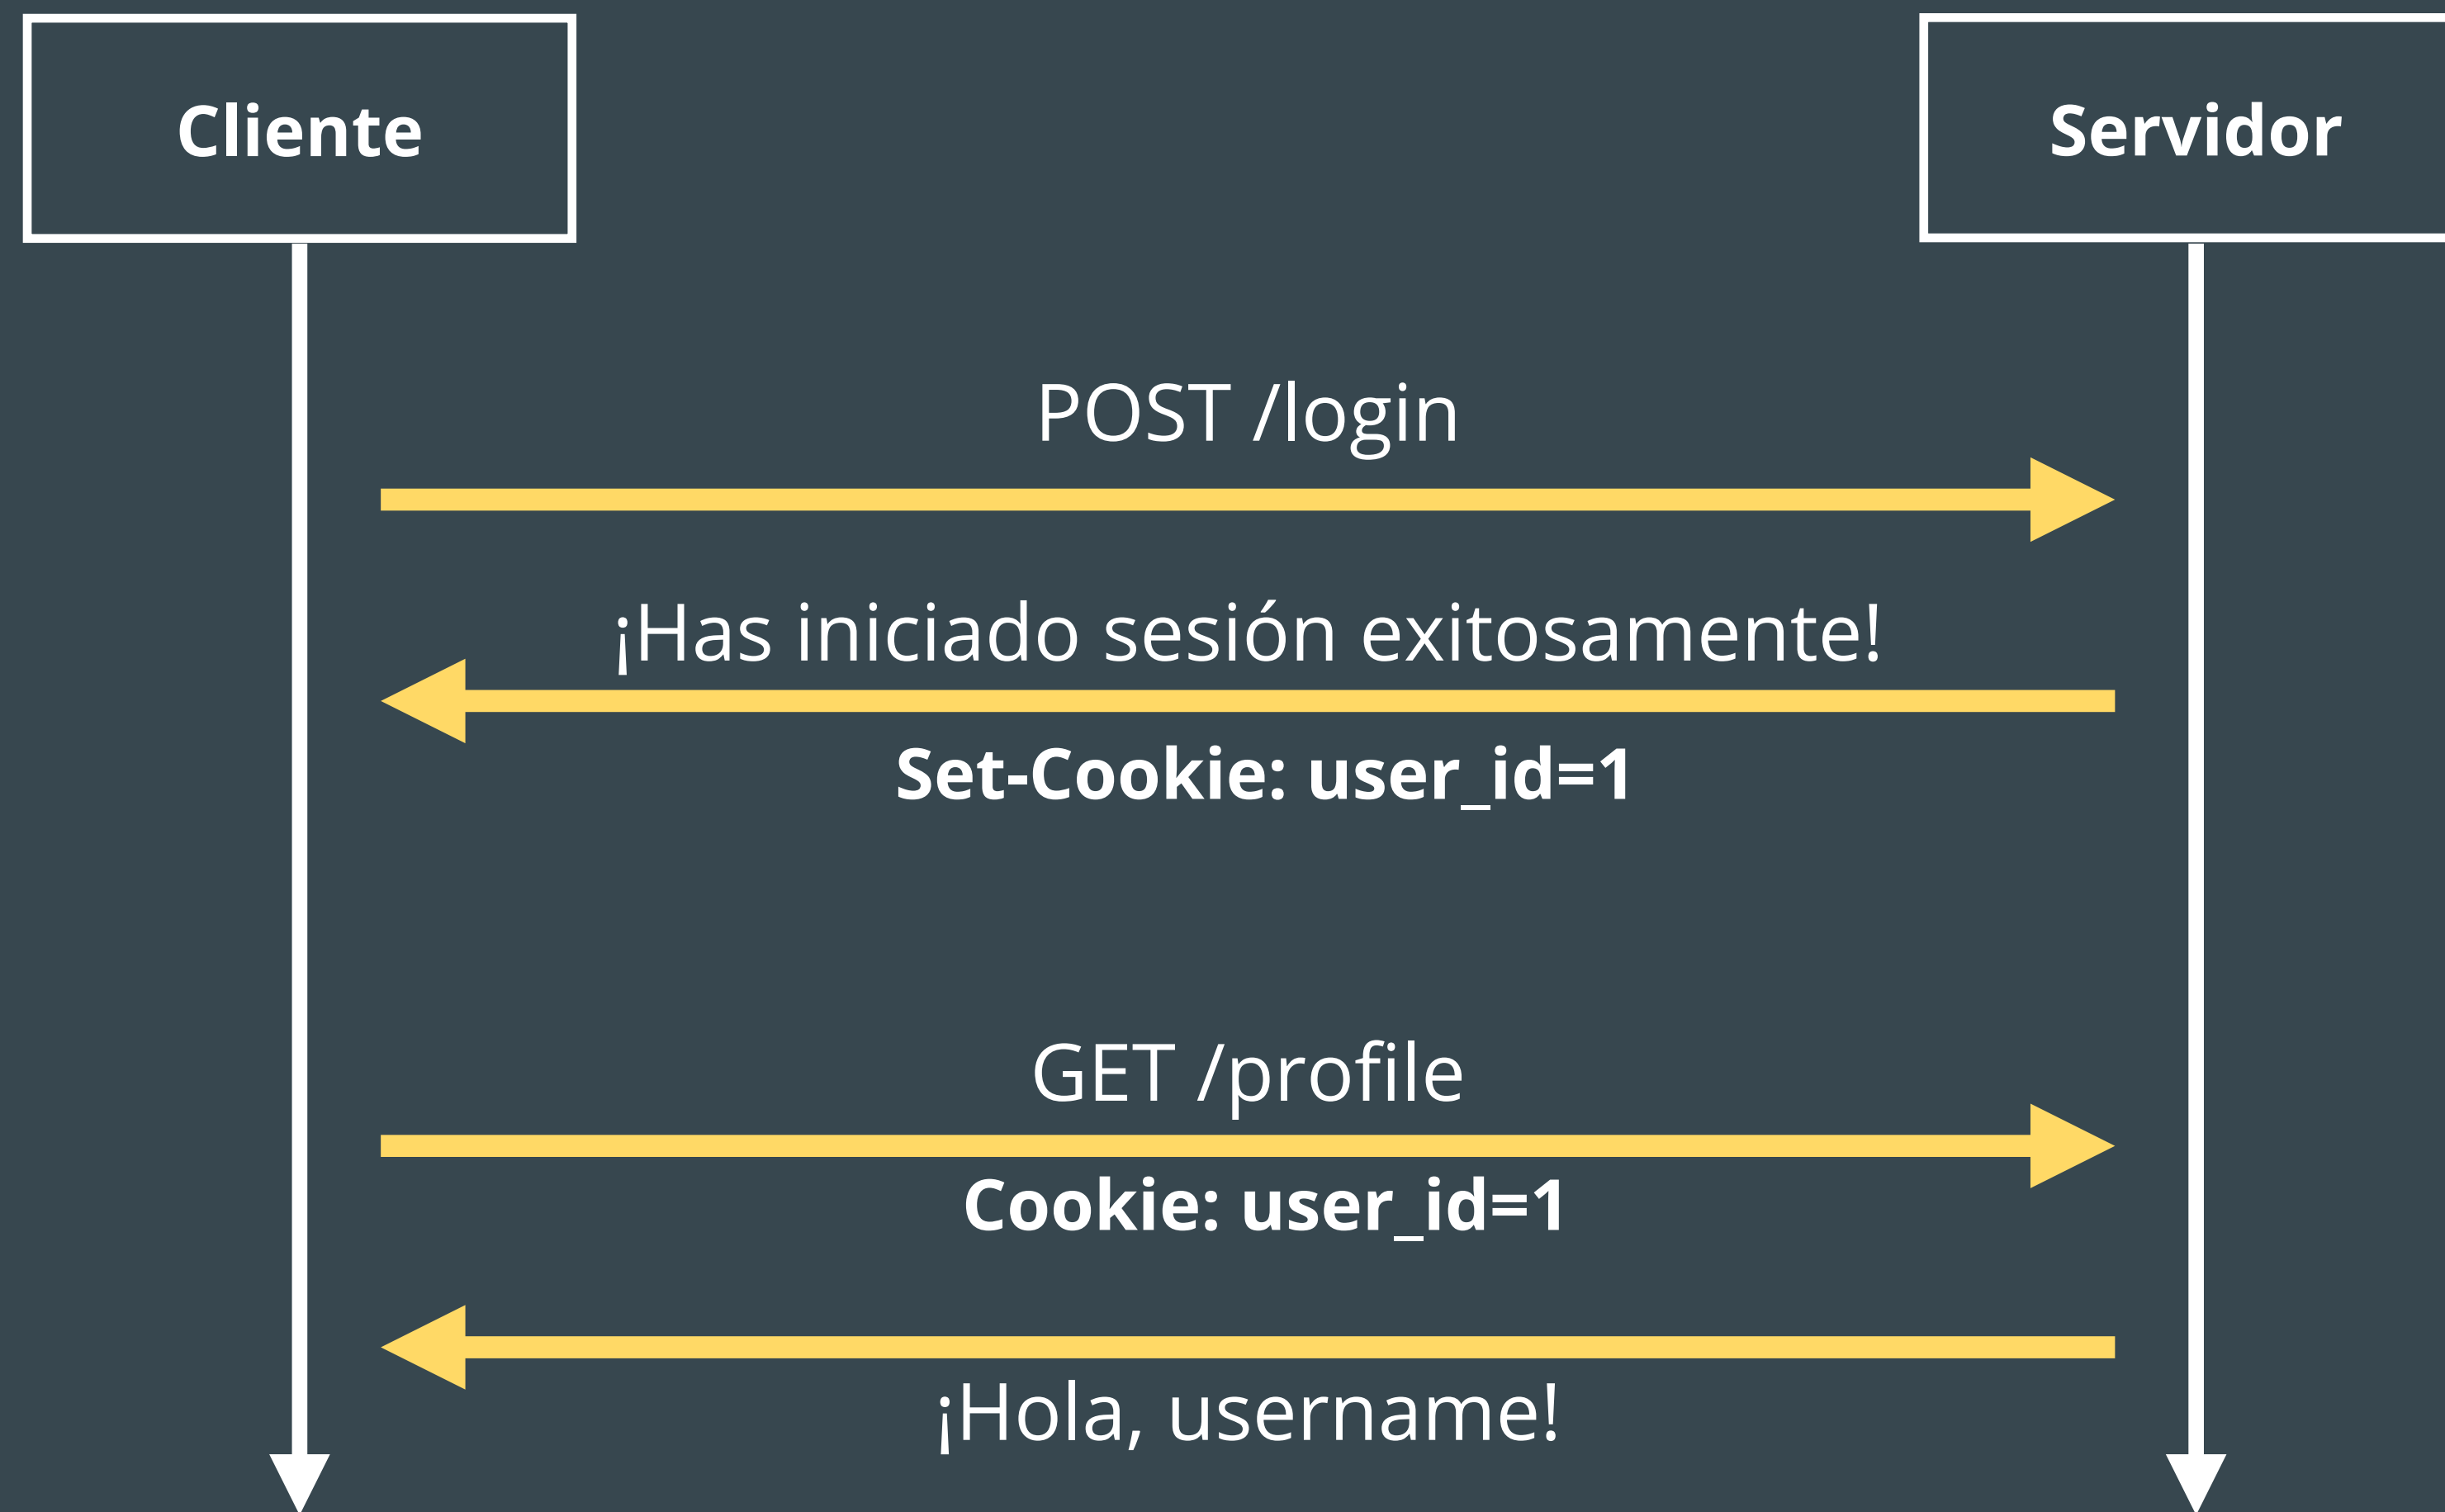 Cliente
Servidor
POST /login
¡Has iniciado sesión exitosamente!
Set-Cookie: user_id=1
GET /profile
Cookie: user_id=1
¡Hola, username!